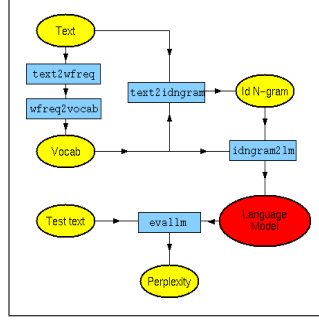 Text
text2wfreq
text2idngram
Id N-gram
wfreq2vocab
Vocab
idngram2lm
Test text
evallm
Language
Model
Perplexity